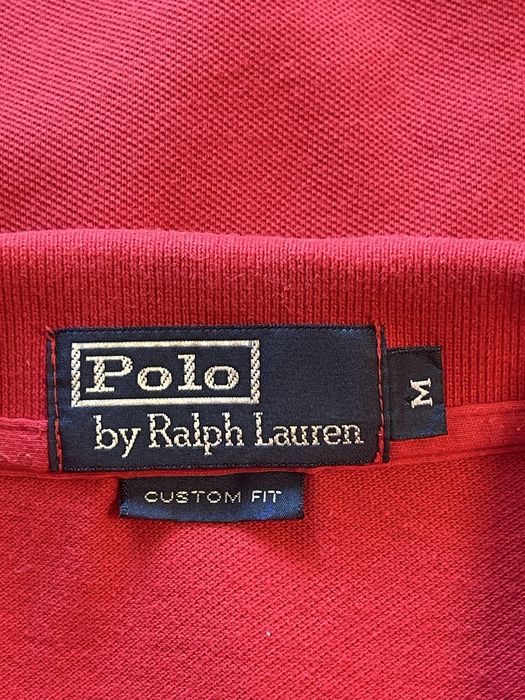 Polo
by Ralph Lauren
M
CUSTOM FIT